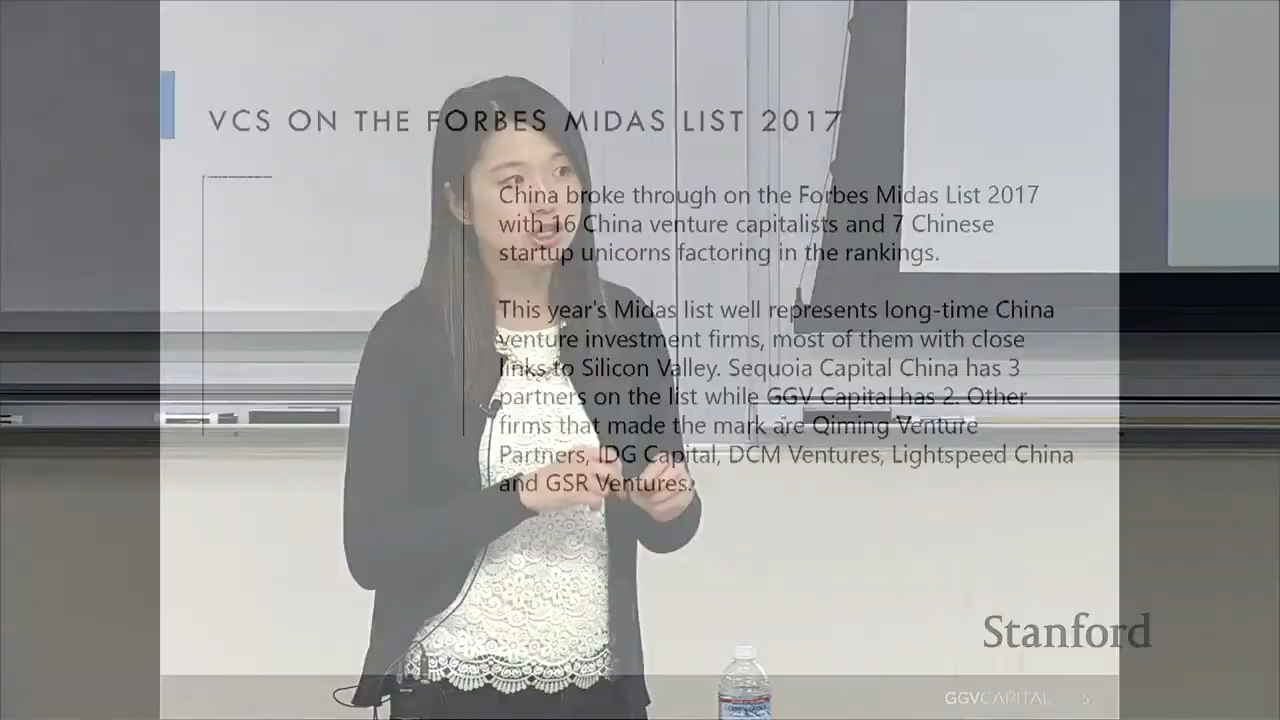 VCS ON THE FORBES MIDAS LIST 2017
China broke through on the Forbes Midas List 2017
with 16 China venture capitalists and 7 Chinese
startup unicorns factoring in the rankings.
This year's Midas list well represents long-time China
venture investment firms, most of them with close
links to Silicon Valley. Sequoia Capital China has 3
partners on the list while GGV Capital has 2. Other
firms that made the mark are Qiming Venture
Partners, IDG Capital, DCM Ventures, Lightspeed China
and GSR Ventures.
Stanford
GGVCAPITAL 5